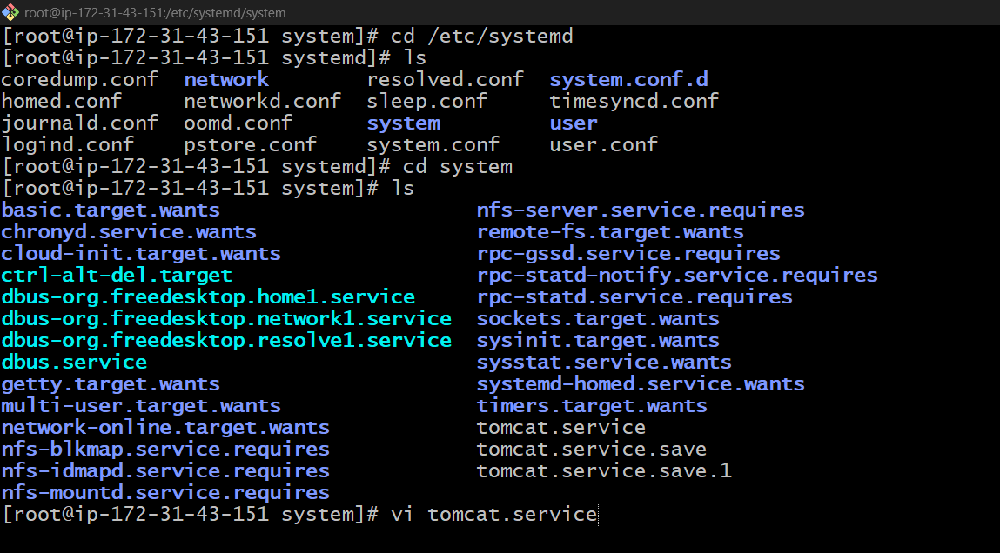 root@ip-172-31-43-151:/etc/systemd/system
[root@ip-172-31-43-151 system]# cd /etc/systemd
[root@ip-172-31-43-151 systemd]# ls
coredump.conf  network        resolved.conf  system.conf.d
homed.conf     networkd.conf  sleep.conf     timesyncd.conf
journald.conf  oomd.conf      system         user
logind.conf    pstore.conf    system.conf    user.conf
[root@ip-172-31-43-151 systemd]# cd system
[root@ip-172-31-43-151 system]# ls
basic.target.wants                     nfs-server.service.requires
chronyd.service.wants                  remote-fs.target.wants
cloud-init.target.wants                rpc-gssd.service.requires
ctrl-alt-del.target                    rpc-statd-notify.service.requires
dbus-org.freedesktop.home1.service     rpc-statd.service.requires
dbus-org.freedesktop.network1.service  sockets.target.wants
dbus-org.freedesktop.resolve1.service  sysinit.target.wants
dbus.service                           sysstat.service.wants
getty.target.wants                     systemd-homed.service.wants
multi-user.target.wants                timers.target.wants
network-online.target.wants            tomcat.service
nfs-blkmap.service.requires            tomcat.service.save
nfs-idmapd.service.requires            tomcat.service.save.1
nfs-mountd.service.requires
[root@ip-172-31-43-151 system]# vi tomcat.service